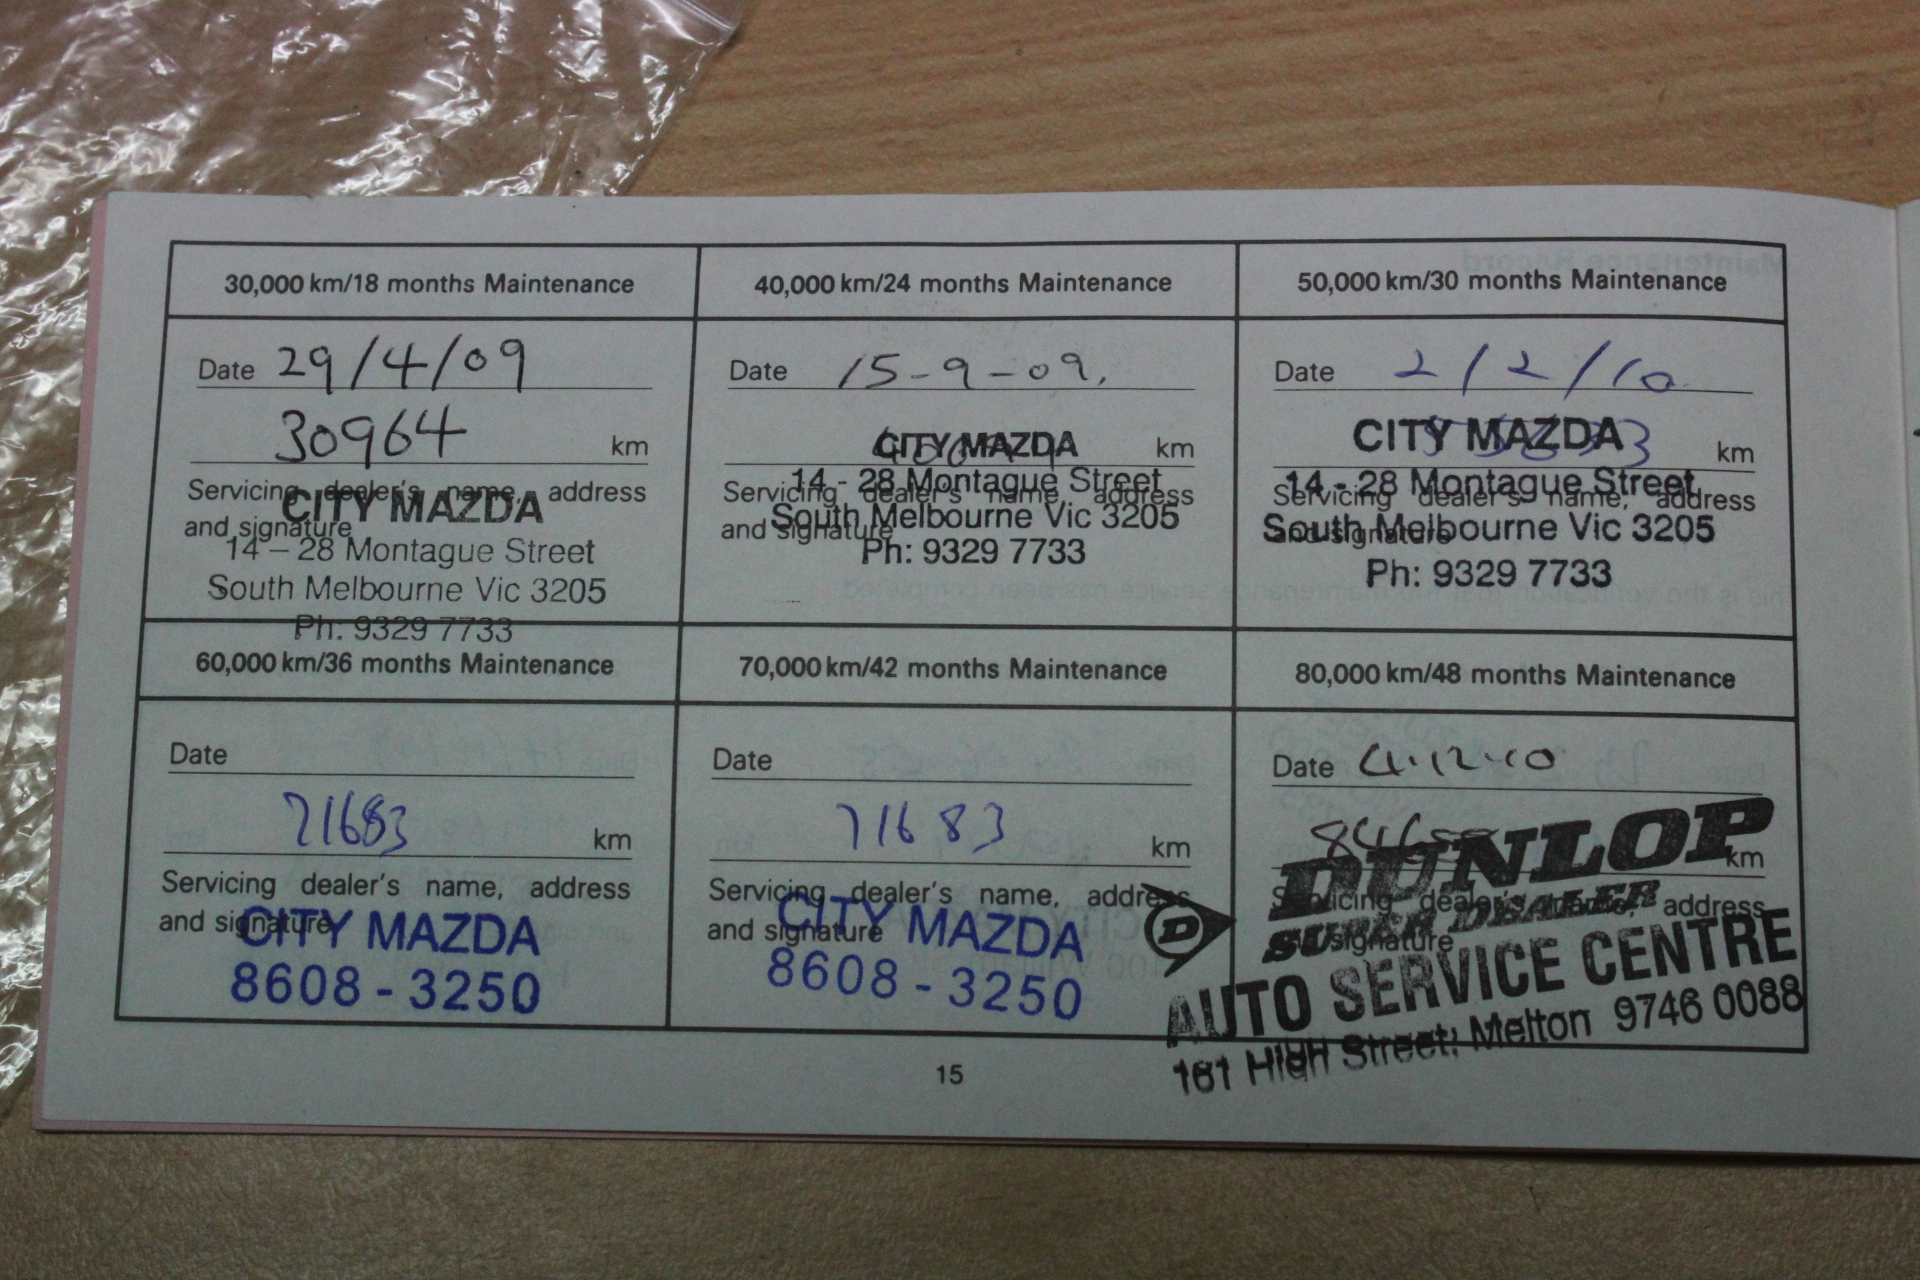 30,000 km/18 months Maintenance
Date 29/4/09
30964 km
Servicing dealer's name, address
and signature
CITY MAZDA
14 – 28 Montague Street
South Melbourne Vic 3205
Ph: 9329 7733
40,000 km/24 months Maintenance
Date 15-9-09.
km
CITY MAZDA
Servicing dealer's name, address
and signature
14 - 28 Montague Street
South Melbourne Vic 3205
Ph: 9329 7733
50,000 km/30 months Maintenance
Date 2/2/10
km
CITY MAZDA
Servicing dealer's name, address
and signature
14 - 28 Montague Street
South Melbourne Vic 3205
Ph: 9329 7733
60,000 km/36 months Maintenance
Date
71683 km
Servicing dealer's name, address
and signature
CITY MAZDA
8608 - 3250
70,000 km/42 months Maintenance
Date
71683 km
Servicing dealer's name, address
and signature
CITY MAZDA
8608 - 3250
80,000 km/48 months Maintenance
Date 4.12.10
km
Servicing dealer's name, address
and signature
D DUNLOP
SUPER DEALER
AUTO SERVICE CENTRE
161 High Street, Melton 9746 0088
15